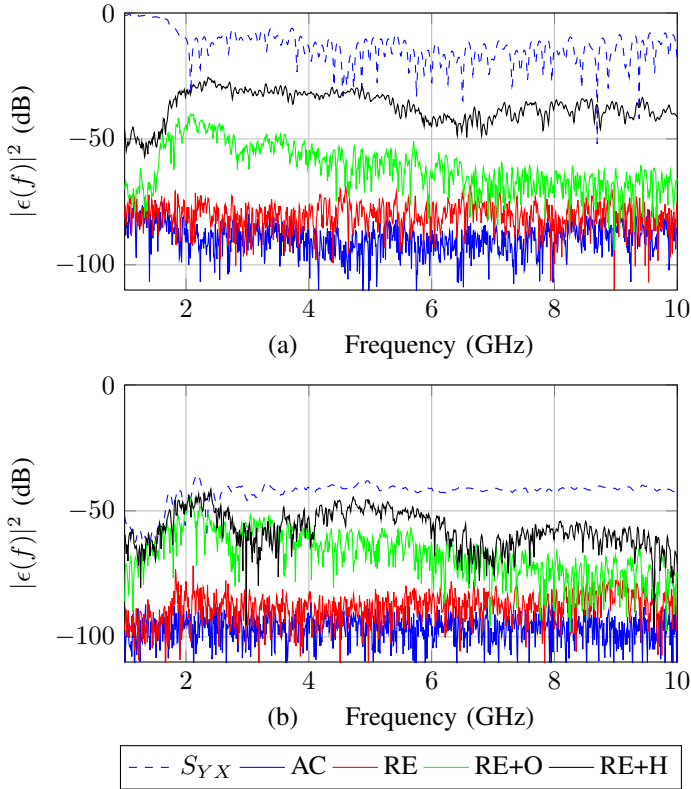 0
−50
−100
|ϵ(f)|² (dB)
2 4 6 8 10
(a) Frequency (GHz)
0
−50
−100
|ϵ(f)|² (dB)
2 4 6 8 10
(b) Frequency (GHz)
S_YX AC RE RE+O RE+H